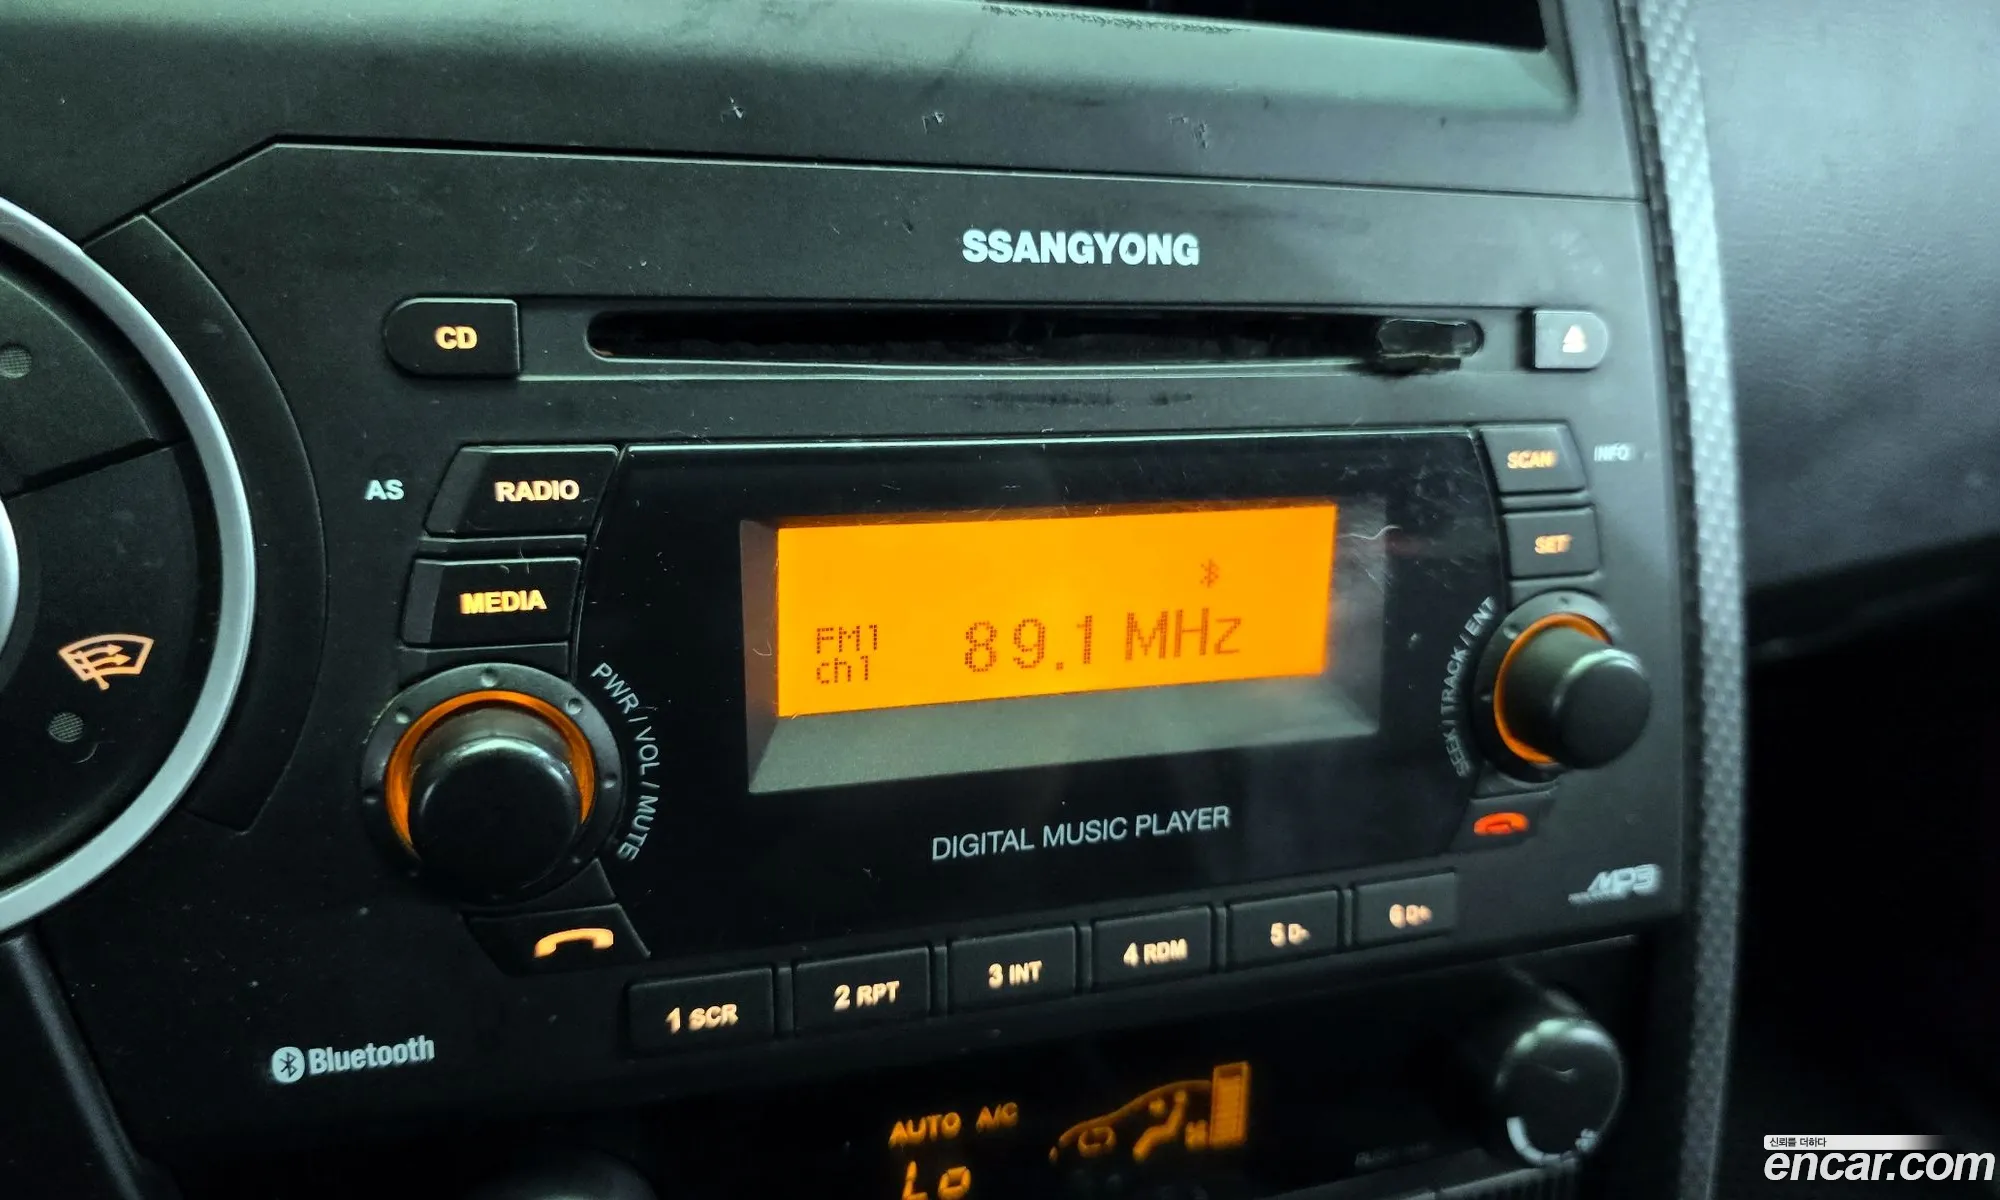 SSANGYONG
CD
AS
RADIO
SCAN
INFO
MEDIA
SET
FM1
ch1
89.1 MHz
PWR / VOL / MUTE
SEEK / TRACK / ENT
DIGITAL MUSIC PLAYER
MP3
1 SCR
2 RPT
3 INT
4 RDM
5 D-
6 D+
Bluetooth
AUTO A/C
Lo
신뢰를 더하다
encar.com